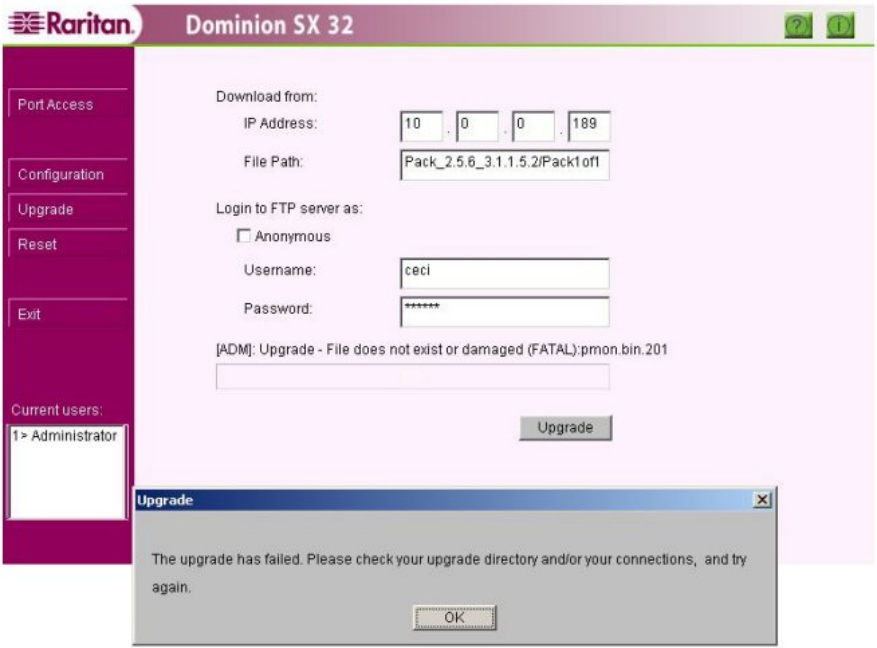 Raritan.
Dominion SX 32
?
i
Port Access
Configuration
Upgrade
Reset
Exit
Current users:
1> Administrator
Download from:
IP Address:
10 . 0 . 0 . 189
File Path:
Pack_2.5.6_3.1.1.5.2/Pack1of1
Login to FTP server as:
Anonymous
Username:
ceci
Password:
******
[ADM]: Upgrade - File does not exist or damaged (FATAL):pmon.bin.201
Upgrade
Upgrade
The upgrade has failed. Please check your upgrade directory and/or your connections, and try
again.
OK